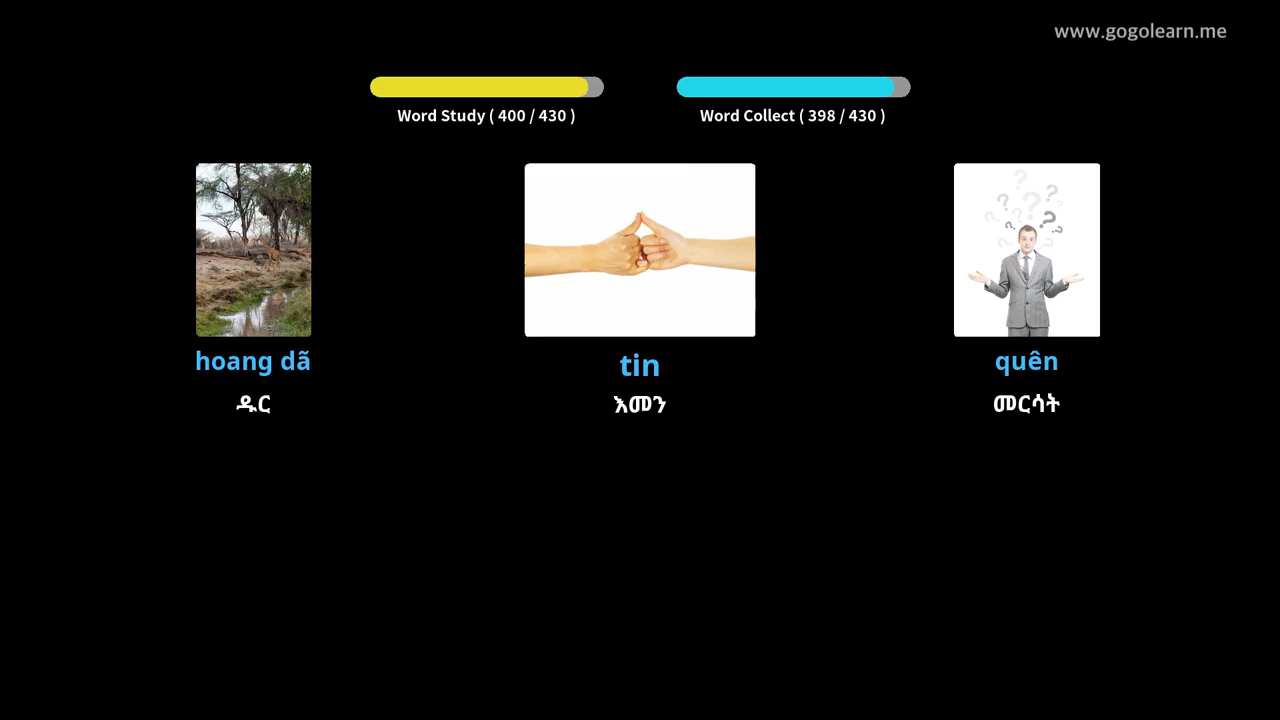 www.gogolearn.me
Word Study ( 400 / 430 )
Word Collect ( 398 / 430 )
hoang dã
tin
quên
ዱር
እመን
መርሳት